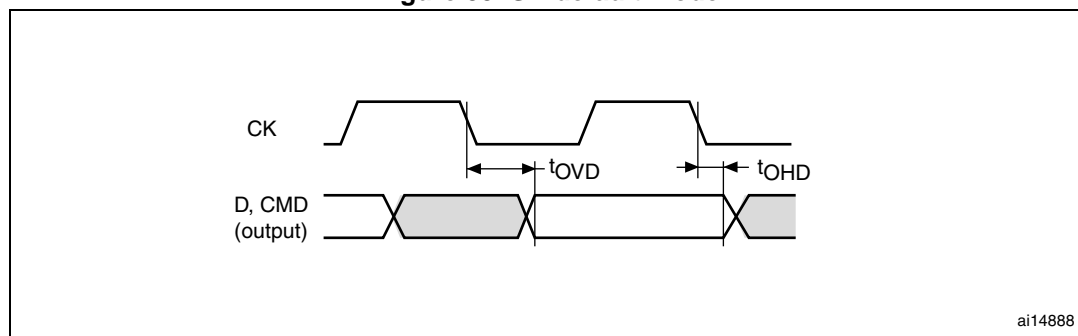 CK
tOVD
tOHD
D, CMD
(output)
ai14888